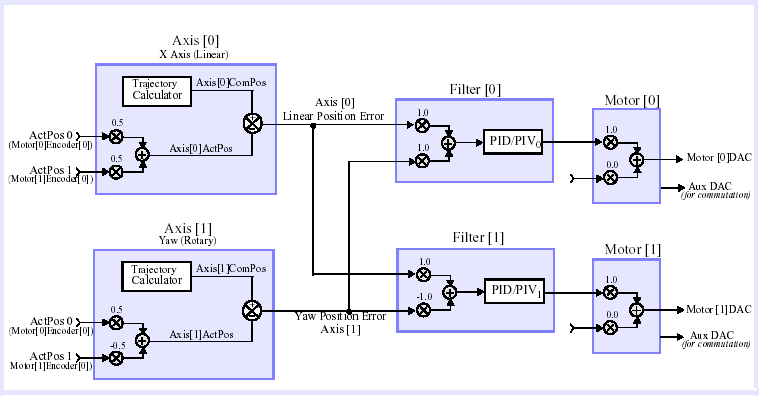 Axis [0]
X Axis (Linear)
Trajectory
Calculator
Axis[0]ComPos
0.5
ActPos 0
(Motor[0]Encoder[0])
0.5
Axis[0]ActPos
ActPos 1
(Motor[1]Encoder[0])
Axis [0]
Linear Position Error
Filter [0]
1.0
1.0
PID/PIV0
Motor [0]
1.0
0.0
Motor [0]DAC
Aux DAC
(for commutation)
Axis [1]
Yaw (Rotary)
Trajectory
Calculator
Axis[1]ComPos
0.5
ActPos 0
(Motor[0]Encoder[0])
-0.5
Axis[1]ActPos
ActPos 1
Motor[1]Encoder[0])
Yaw Position Error
Axis [1]
Filter [1]
1.0
-1.0
PID/PIV1
Motor [1]
1.0
0.0
Motor [1]DAC
Aux DAC
(for commutation)